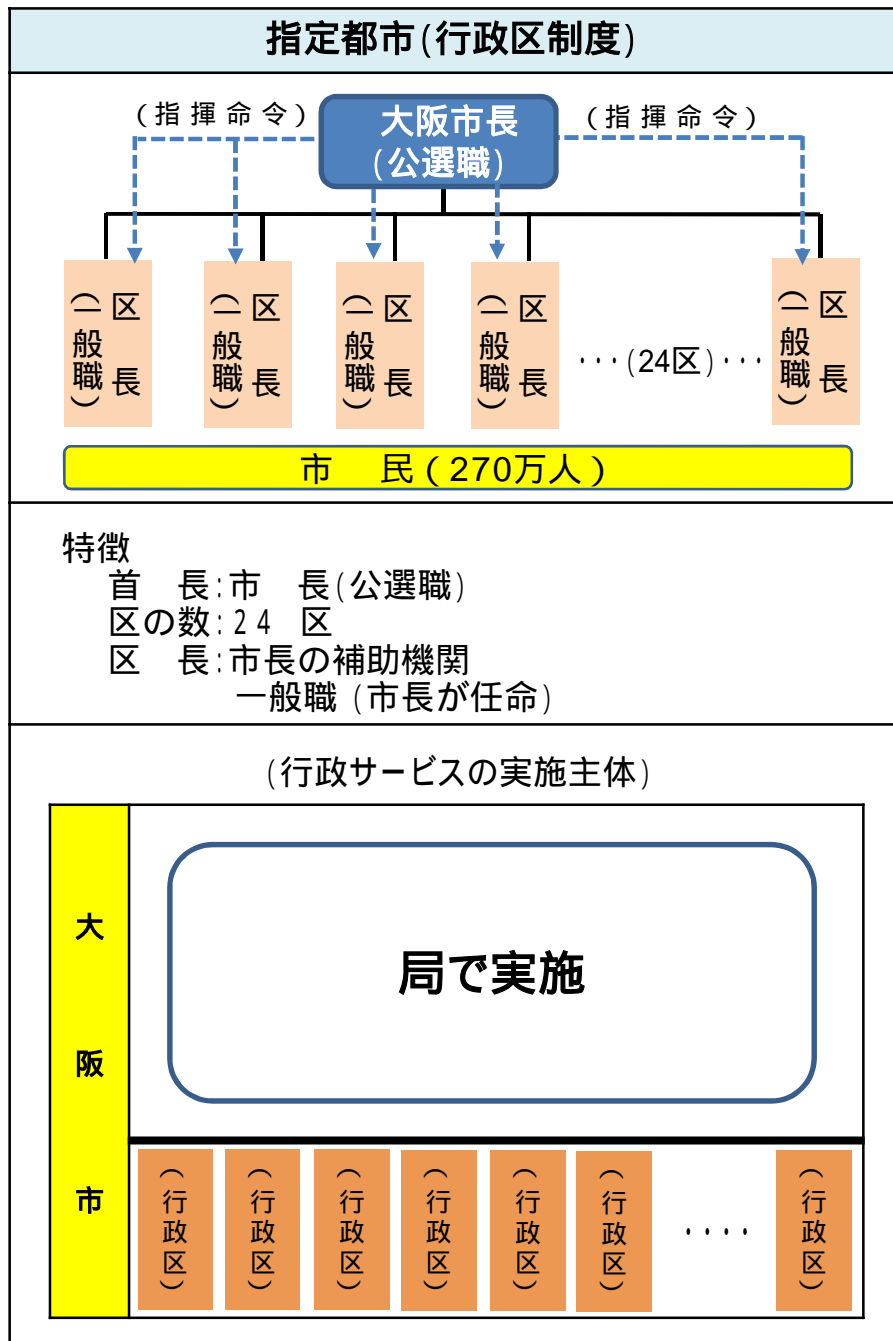 指定都市(行政区制度)
(指揮命令)
大阪市長
(公選職)
(指揮命令)
区長
(一般職)
区長
(一般職)
区長
(一般職)
区長
(一般職)
･･･(24区)･･･
区長
(一般職)
市　民(270万人)
特徴
首　長:市　長(公選職)
区の数:24 区
区　長:市長の補助機関
一般職 (市長が任命)
(行政サービスの実施主体)
大阪市
局で実施
(行政区)
(行政区)
(行政区)
(行政区)
(行政区)
(行政区)
････
(行政区)